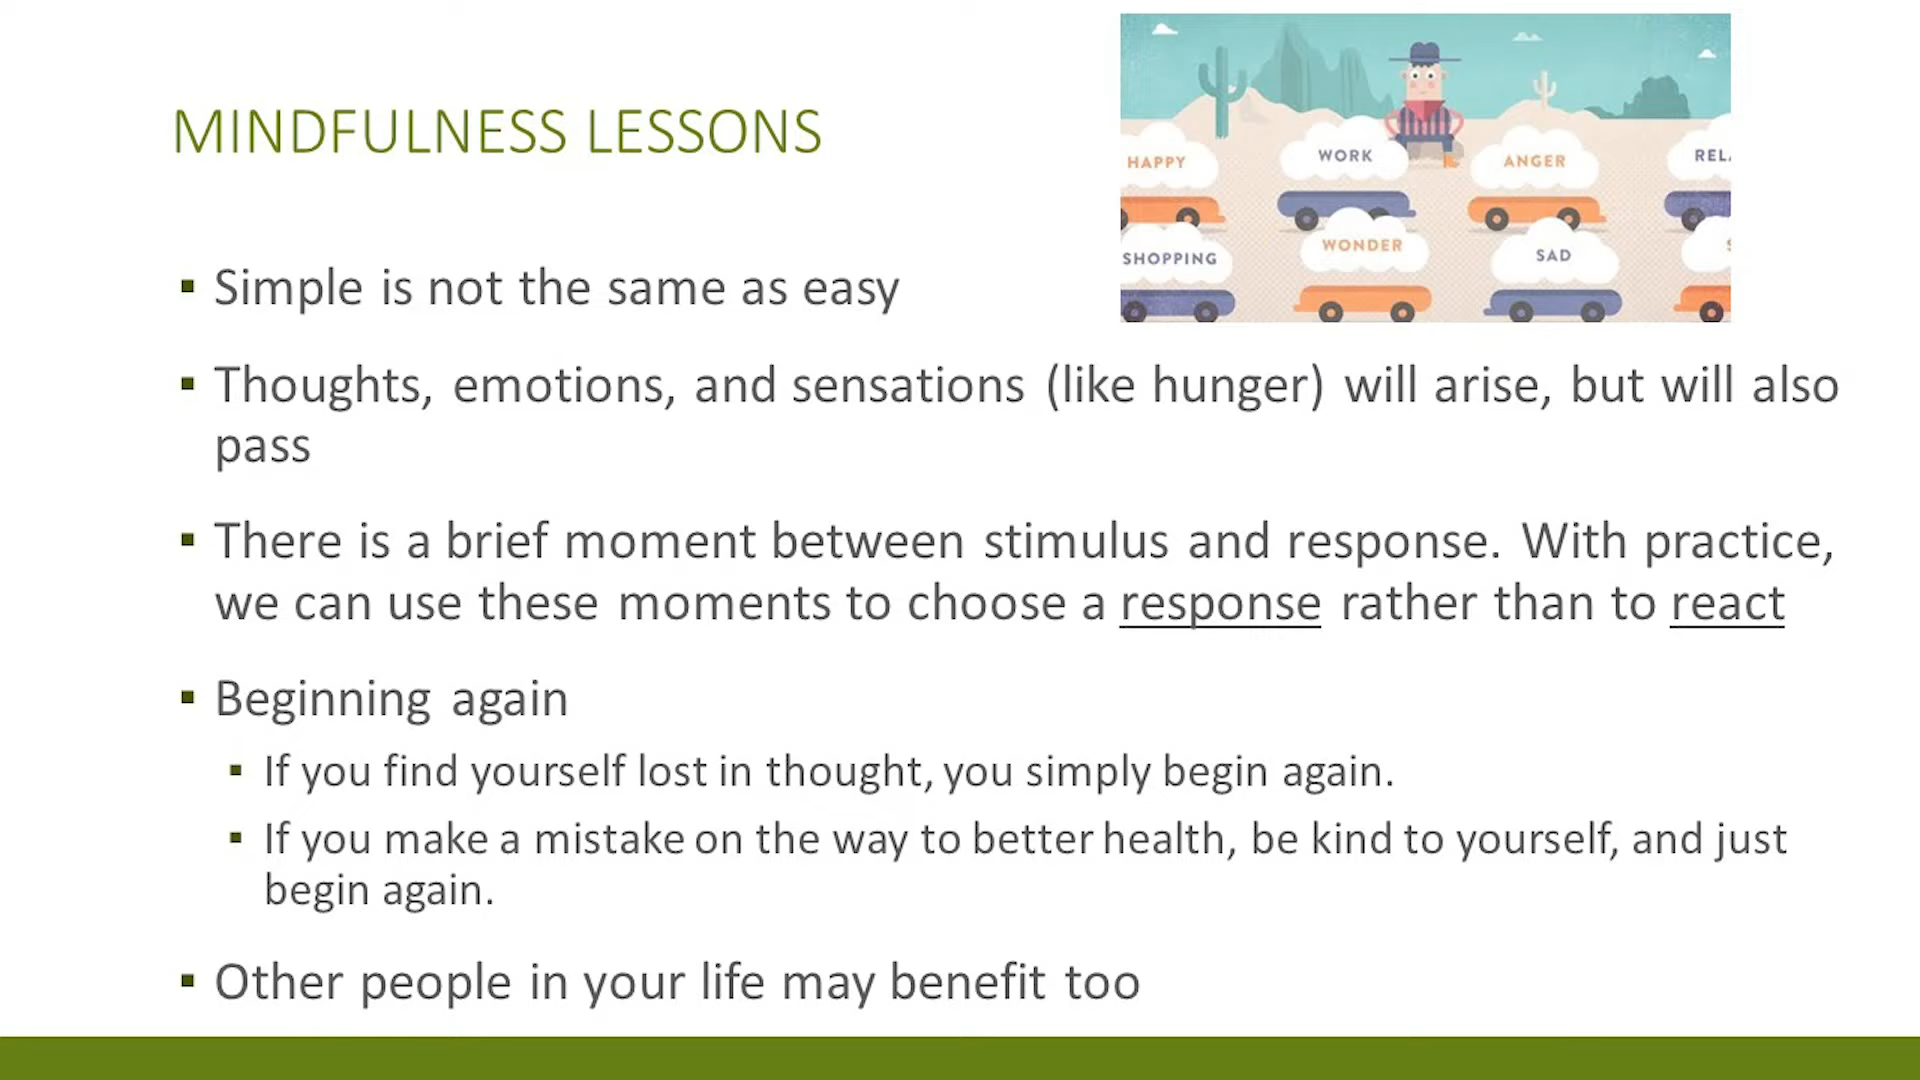 MINDFULNESS LESSONS
HAPPY
WORK
ANGER
REL
SHOPPING
WONDER
SAD
S
▪ Simple is not the same as easy
▪ Thoughts, emotions, and sensations (like hunger) will arise, but will also
pass
▪ There is a brief moment between stimulus and response. With practice,
we can use these moments to choose a response rather than to react
▪ Beginning again
▪ If you find yourself lost in thought, you simply begin again.
▪ If you make a mistake on the way to better health, be kind to yourself, and just
begin again.
▪ Other people in your life may benefit too